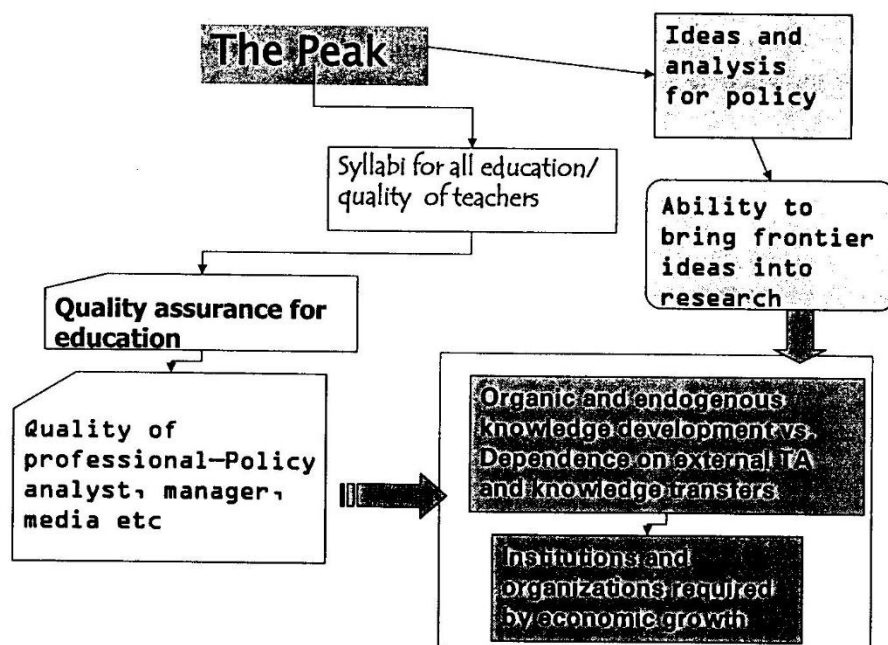 The Peak
Ideas and
analysis
for policy
Syllabi for all education/
quality of teachers
Ability to
bring frontier
ideas into
research
Quality assurance for
education
Quality of
professional—Policy
analyst, manager,
media etc
Organic and endogenous
knowledge development vs.
Dependence on external TA
and knowledge transfers
Institutions and
organizations required
by economic growth